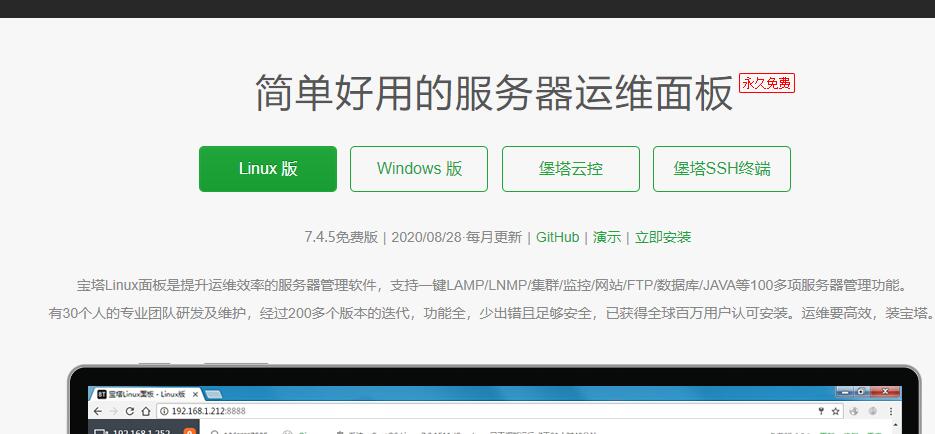 简单好用的服务器运维面板 永久免费
Linux 版 Windows 版 堡塔云控 堡塔SSH终端
7.4.5免费版 | 2020/08/28·每月更新 | GitHub | 演示 | 立即安装
宝塔Linux面板是提升运维效率的服务器管理软件，支持一键LAMP/LNMP/集群/监控/网站/FTP/数据库/JAVA等100多项服务器管理功能。
有30个人的专业团队研发及维护，经过200多个版本的迭代，功能全，少出错且足够安全，已获得全球百万用户认可安装。运维要高效，装宝塔。
BT 宝塔Linux面板 - Linux版
192.168.1.212:8888
192.168.1.252